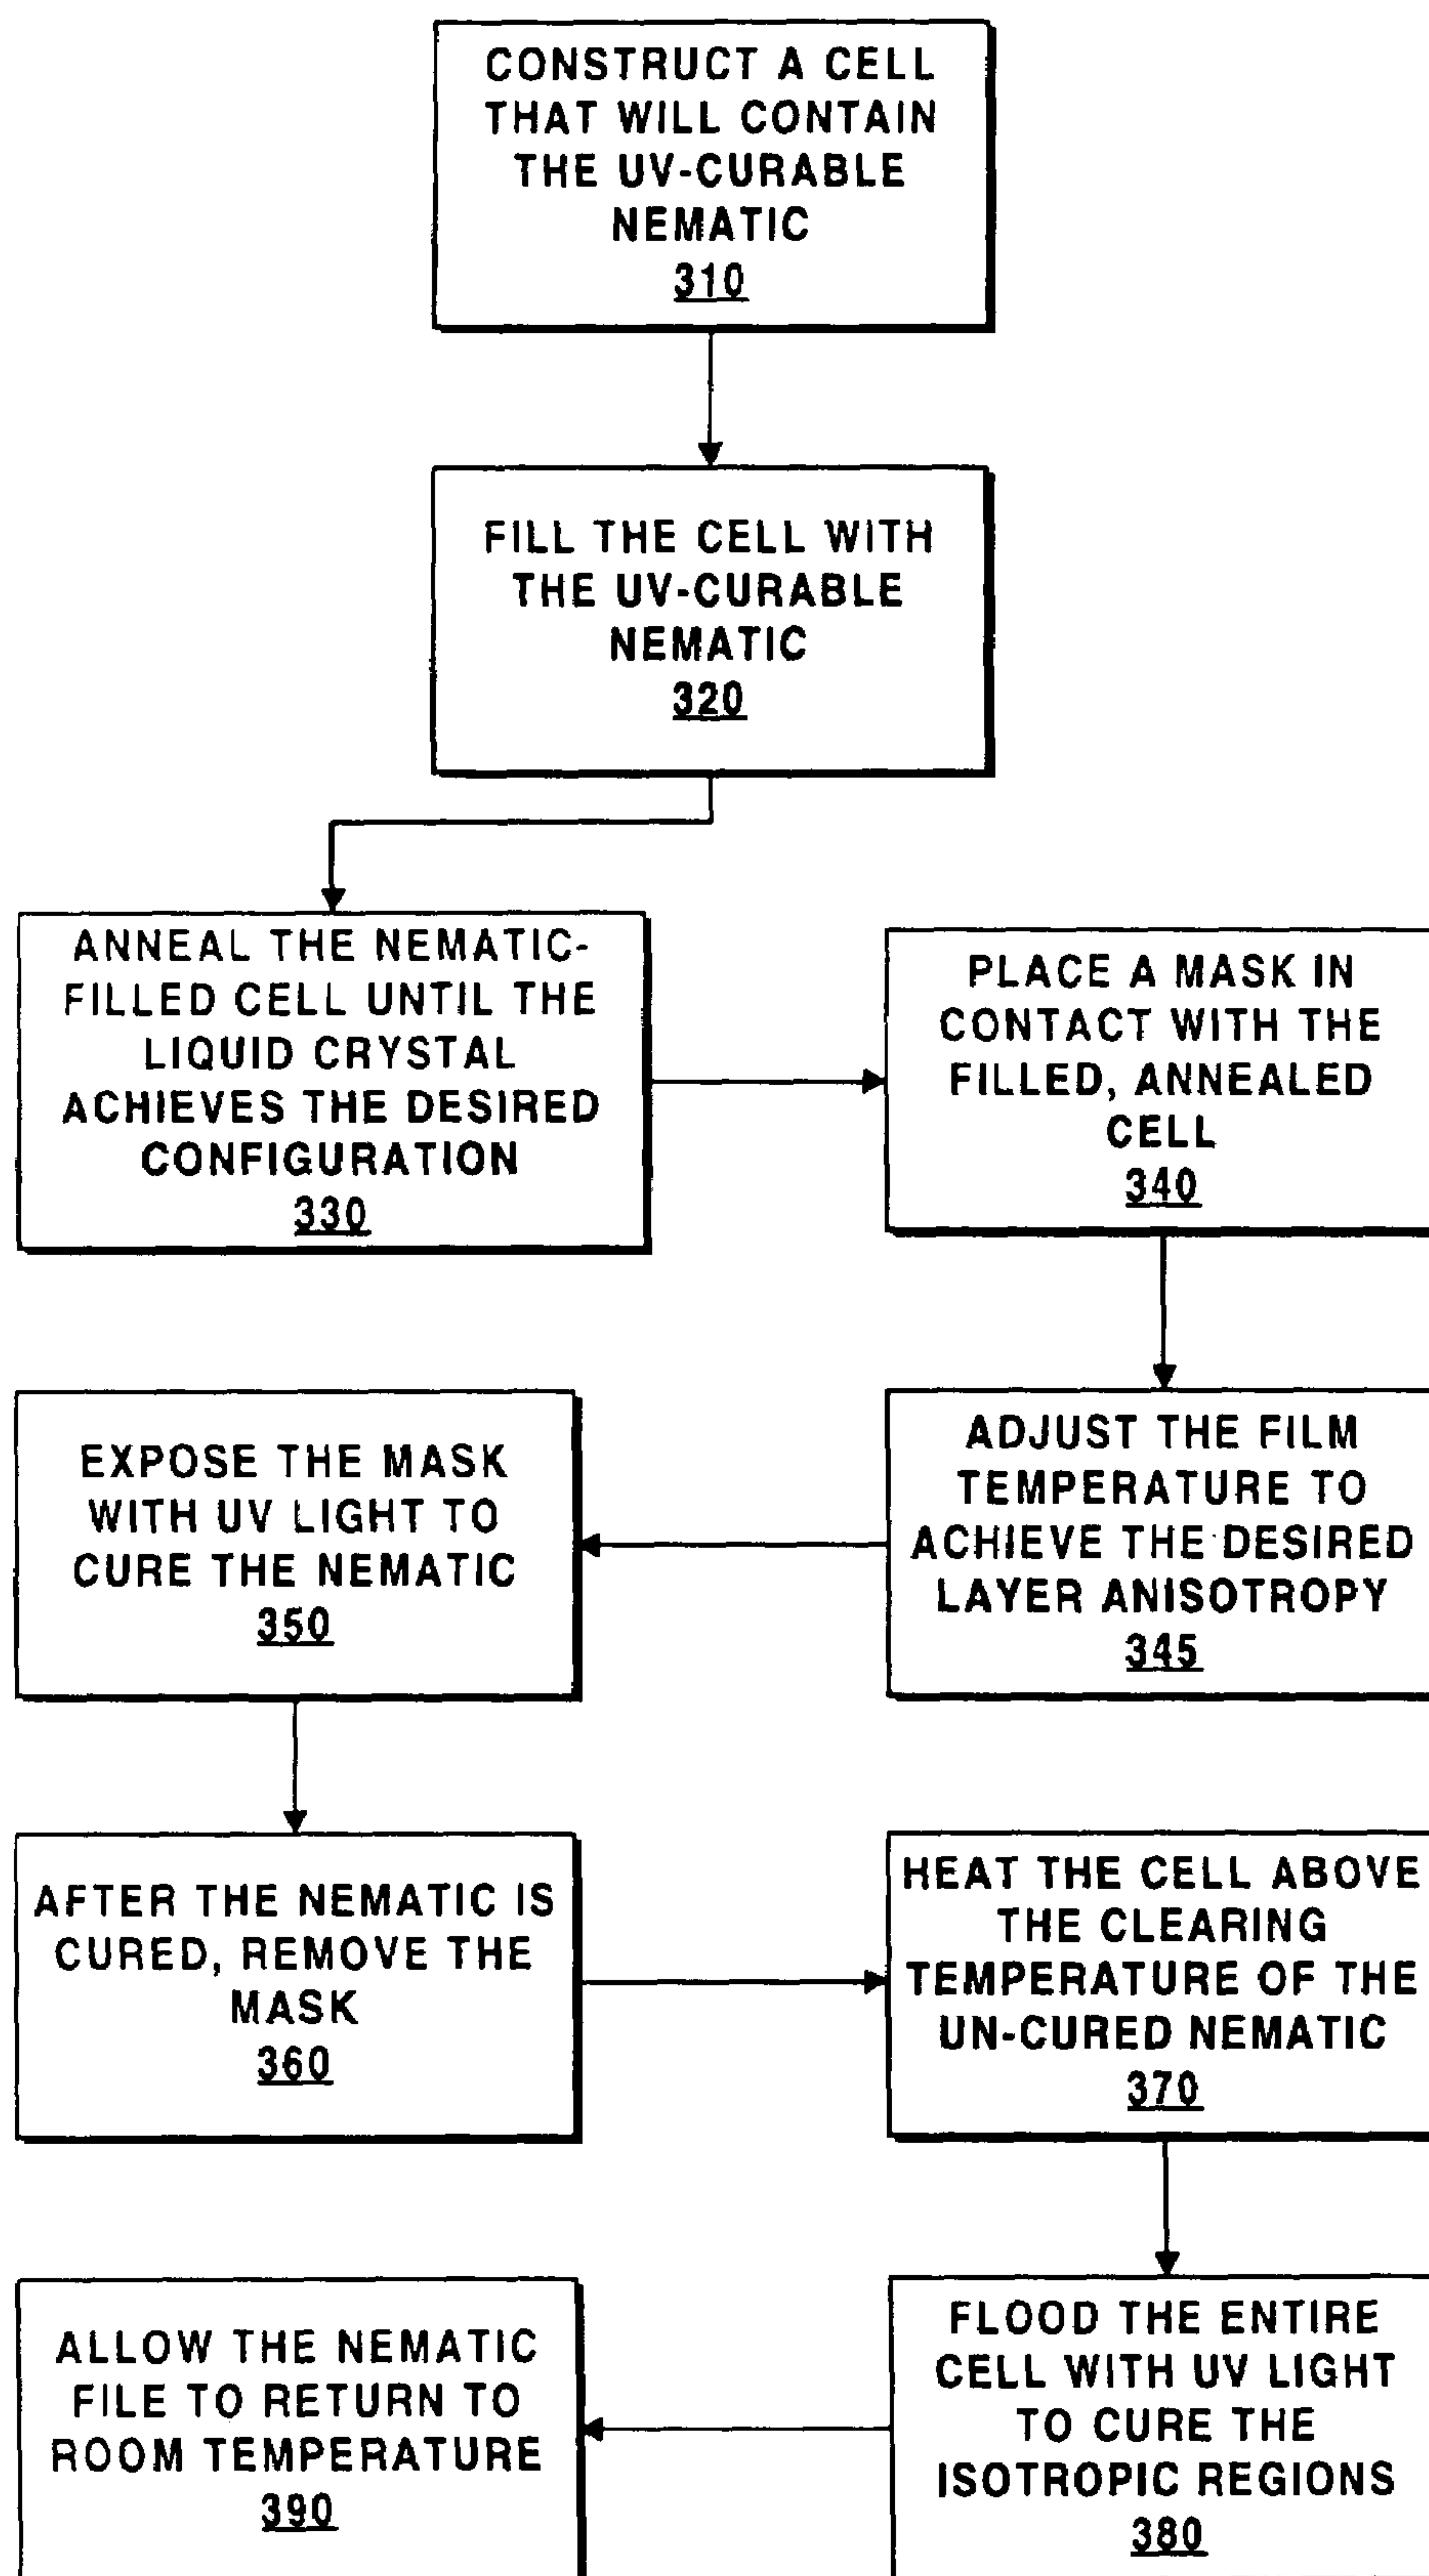 CONSTRUCT A CELL
THAT WILL CONTAIN
THE UV-CURABLE
NEMATIC
310
FILL THE CELL WITH
THE UV-CURABLE
NEMATIC
320
ANNEAL THE NEMATIC-
FILLED CELL UNTIL THE
LIQUID CRYSTAL
ACHIEVES THE DESIRED
CONFIGURATION
330
PLACE A MASK IN
CONTACT WITH THE
FILLED, ANNEALED
CELL
340
ADJUST THE FILM
TEMPERATURE TO
ACHIEVE THE DESIRED
LAYER ANISOTROPY
345
EXPOSE THE MASK
WITH UV LIGHT TO
CURE THE NEMATIC
350
AFTER THE NEMATIC IS
CURED, REMOVE THE
MASK
360
HEAT THE CELL ABOVE
THE CLEARING
TEMPERATURE OF THE
UN-CURED NEMATIC
370
FLOOD THE ENTIRE
CELL WITH UV LIGHT
TO CURE THE
ISOTROPIC REGIONS
380
ALLOW THE NEMATIC
FILE TO RETURN TO
ROOM TEMPERATURE
390